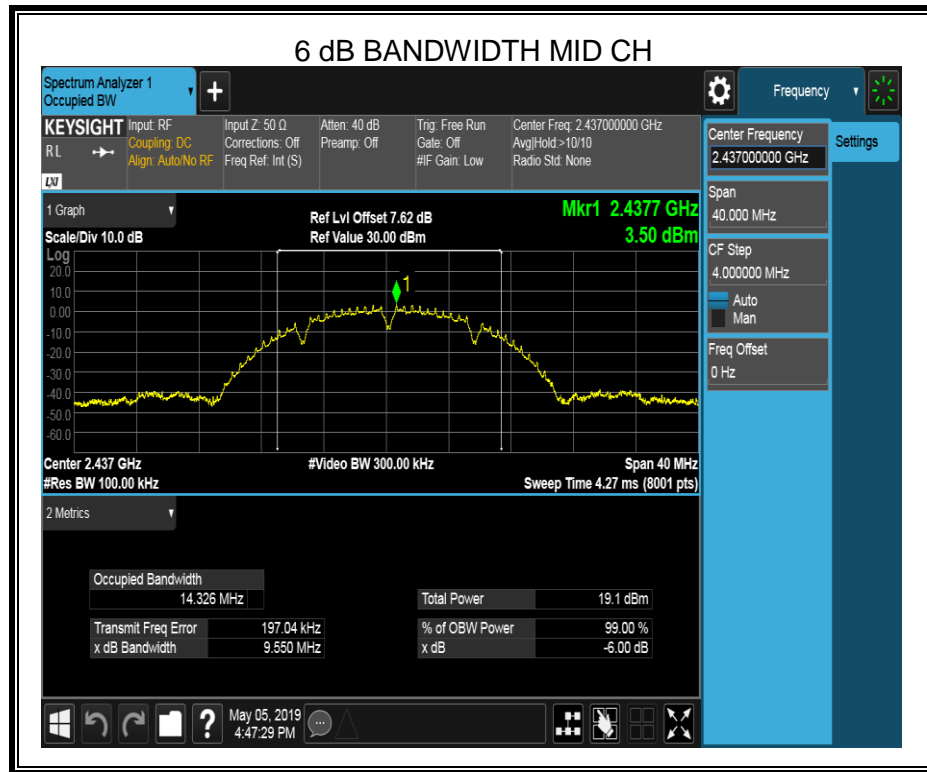 6 dB BANDWIDTH MID CH
Spectrum Analyzer 1
Occupied BW
+
Frequency
KEYSIGHT
RL
LXI
Input: RF
Coupling: DC
Align: Auto/No RF
Input Z: 50 Ω
Corrections: Off
Freq Ref: Int (S)
Atten: 40 dB
Preamp: Off
Trig: Free Run
Gate: Off
#IF Gain: Low
Center Freq: 2.437000000 GHz
Avg|Hold:>10/10
Radio Std: None
Center Frequency
2.437000000 GHz
Settings
Span
40.000 MHz
CF Step
4.000000 MHz
Auto
Man
Freq Offset
0 Hz
1 Graph
Ref Lvl Offset 7.62 dB
Mkr1 2.4377 GHz
Scale/Div 10.0 dB
Ref Value 30.00 dBm
3.50 dBm
Log
20.0
10.0
0.00
-10.0
-20.0
-30.0
-40.0
-50.0
-60.0
1
Center 2.437 GHz
#Video BW 300.00 kHz
Span 40 MHz
#Res BW 100.00 kHz
Sweep Time 4.27 ms (8001 pts)
2 Metrics
Occupied Bandwidth
14.326 MHz
Total Power 19.1 dBm
Transmit Freq Error 197.04 kHz
% of OBW Power 99.00 %
x dB Bandwidth 9.550 MHz
x dB -6.00 dB
?
May 05, 2019
4:47:29 PM